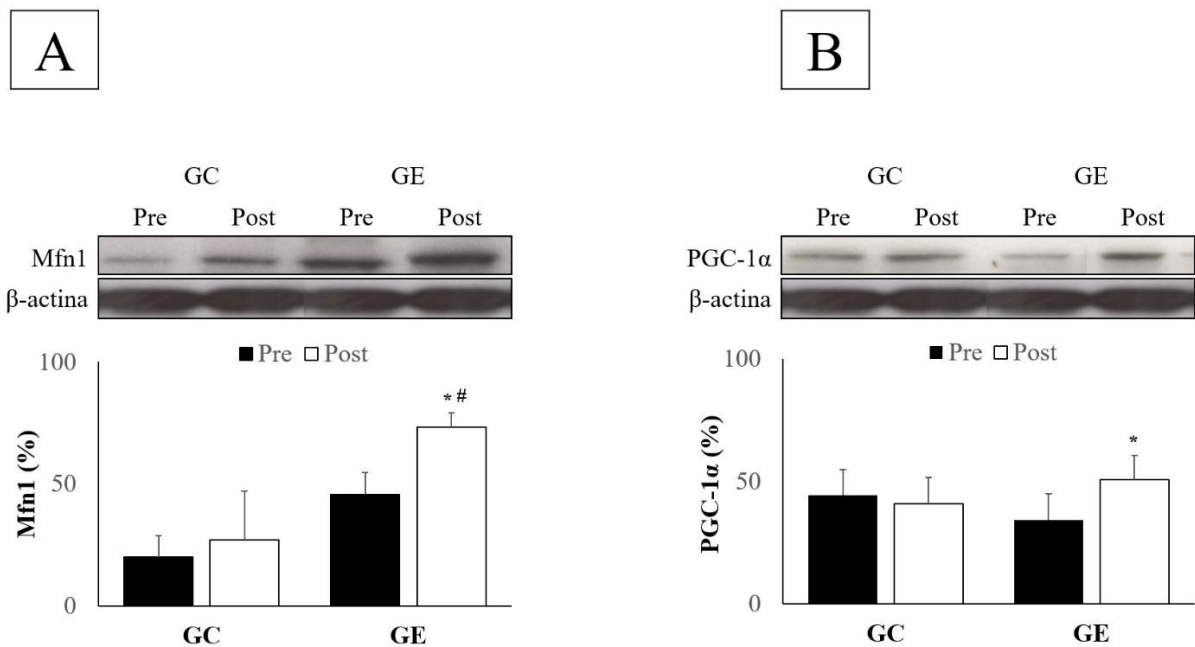 A
GC GE
Pre Post Pre Post
Mfn1
β-actina
■ Pre □ Post
100
50
0
Mfn1 (%)
* #
GC GE
B
GC GE
Pre Post Pre Post
PGC-1α
β-actina
■ Pre □ Post
100
50
0
PGC-1α (%)
*
GC GE